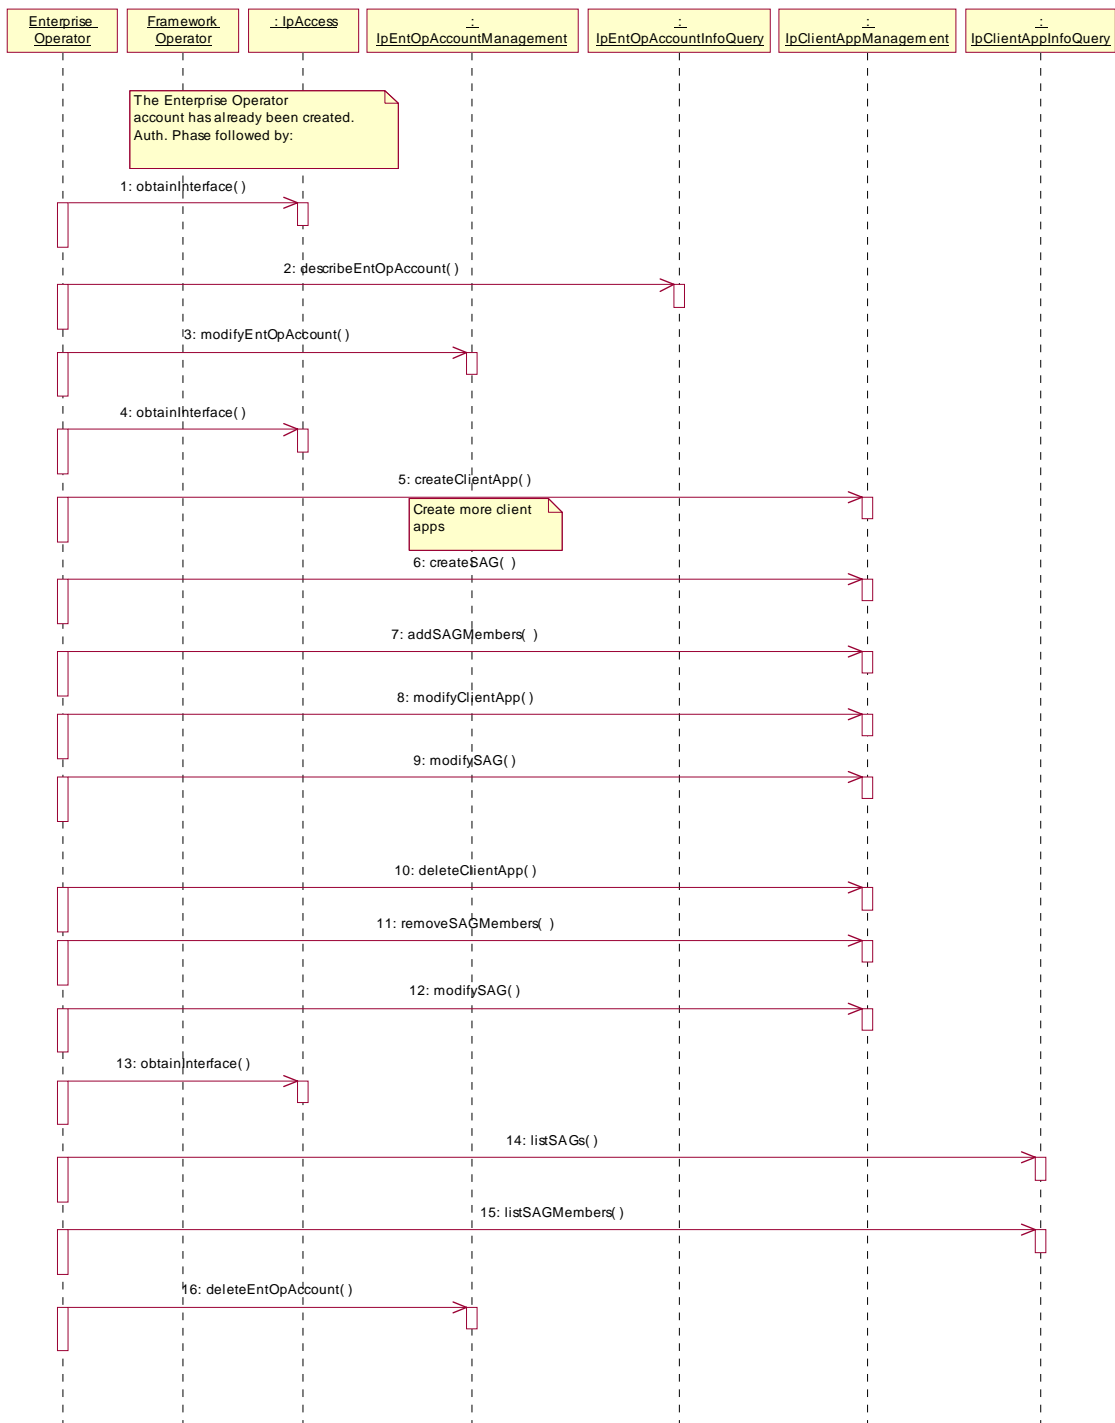 Enterprise
Operator
Framework
Operator
: IpAccess
:
IpEntOpAccountManagement
:
IpEntOpAccountInfoQuery
:
IpClientAppManagement
:
IpClientAppInfoQuery
The Enterprise Operator
account has already been created.
Auth. Phase followed by:
1: obtainInterface( )
2: describeEntOpAccount( )
3: modifyEntOpAccount( )
4: obtainInterface( )
5: createClientApp( )
Create more client
apps
6: createSAG( )
7: addSAGMembers( )
8: modifyClientApp( )
9: modifySAG( )
10: deleteClientApp( )
11: removeSAGMembers( )
12: modifySAG( )
13: obtainInterface( )
14: listSAGs( )
15: listSAGMembers( )
16: deleteEntOpAccount( )